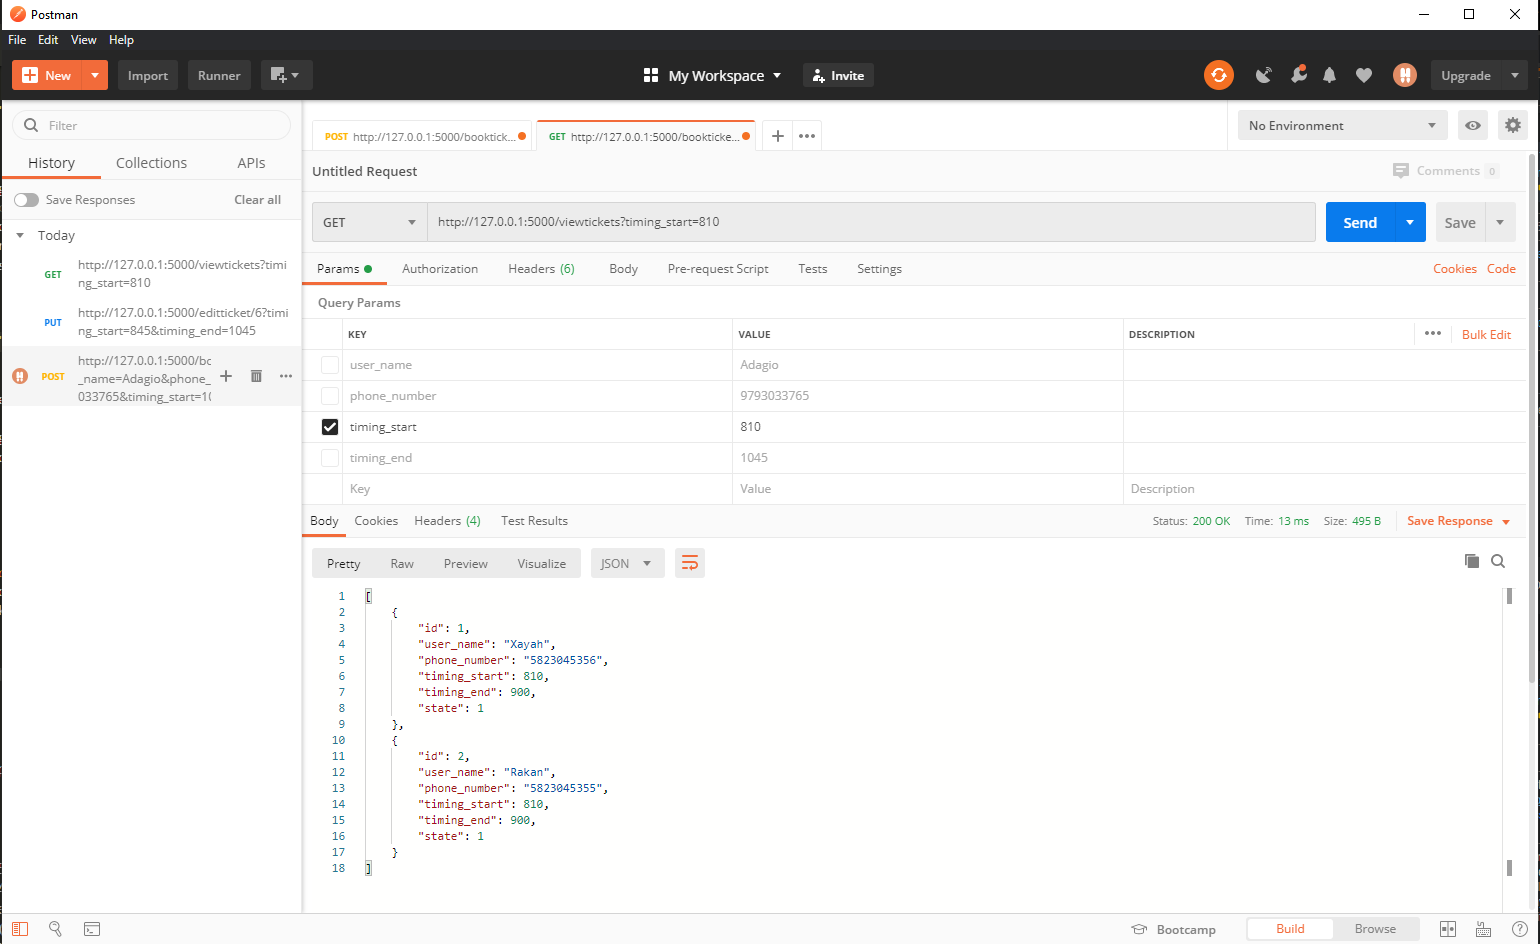 Postman
File Edit View Help
New Import Runner My Workspace Invite Upgrade
Filter
History Collections APIs
Save Responses Clear all
Today
GET http://127.0.0.1:5000/viewtickets?timi
ng_start=810
PUT http://127.0.0.1:5000/editticket/6?timi
ng_start=845&timing_end=1045
POST http://127.0.0.1:5000/bc
_name=Adagio&phone_
033765&timing_start=1(
POST http://127.0.0.1:5000/booktick...
GET http://127.0.0.1:5000/bookticke...
No Environment
Untitled Request
Comments 0
GET http://127.0.0.1:5000/viewtickets?timing_start=810 Send Save
Params Authorization Headers (6) Body Pre-request Script Tests Settings Cookies Code
Query Params
KEY VALUE DESCRIPTION Bulk Edit
user_name Adagio
phone_number 9793033765
timing_start 810
timing_end 1045
Key Value Description
Body Cookies Headers (4) Test Results Status: 200 OK Time: 13 ms Size: 495 B Save Response
Pretty Raw Preview Visualize JSON
1 [
2 {
3 "id": 1,
4 "user_name": "Xayah",
5 "phone_number": "5823045356",
6 "timing_start": 810,
7 "timing_end": 900,
8 "state": 1
9 },
10 {
11 "id": 2,
12 "user_name": "Rakan",
13 "phone_number": "5823045355",
14 "timing_start": 810,
15 "timing_end": 900,
16 "state": 1
17 }
18 ]
Bootcamp Build Browse